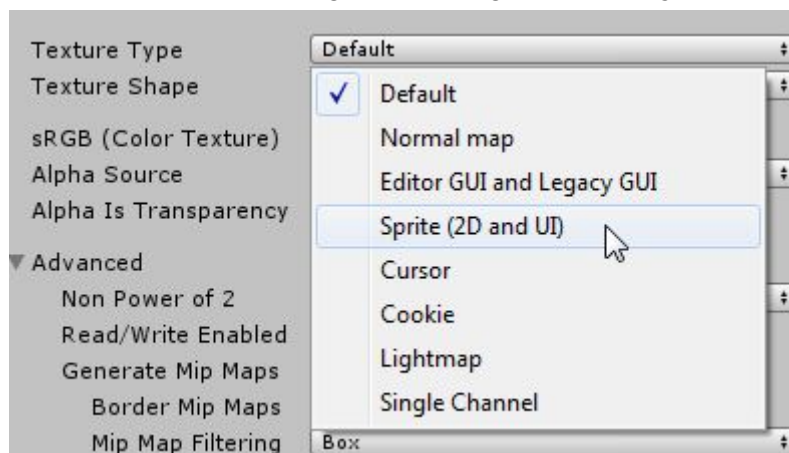 Texture Type Default
Texture Shape
Default
sRGB (Color Texture)
Normal map
Alpha Source
Editor GUI and Legacy GUI
Alpha Is Transparency
Sprite (2D and UI)
Advanced
Cursor
Non Power of 2
Cookie
Read/Write Enabled
Lightmap
Generate Mip Maps
Single Channel
Border Mip Maps
Mip Map Filtering Box